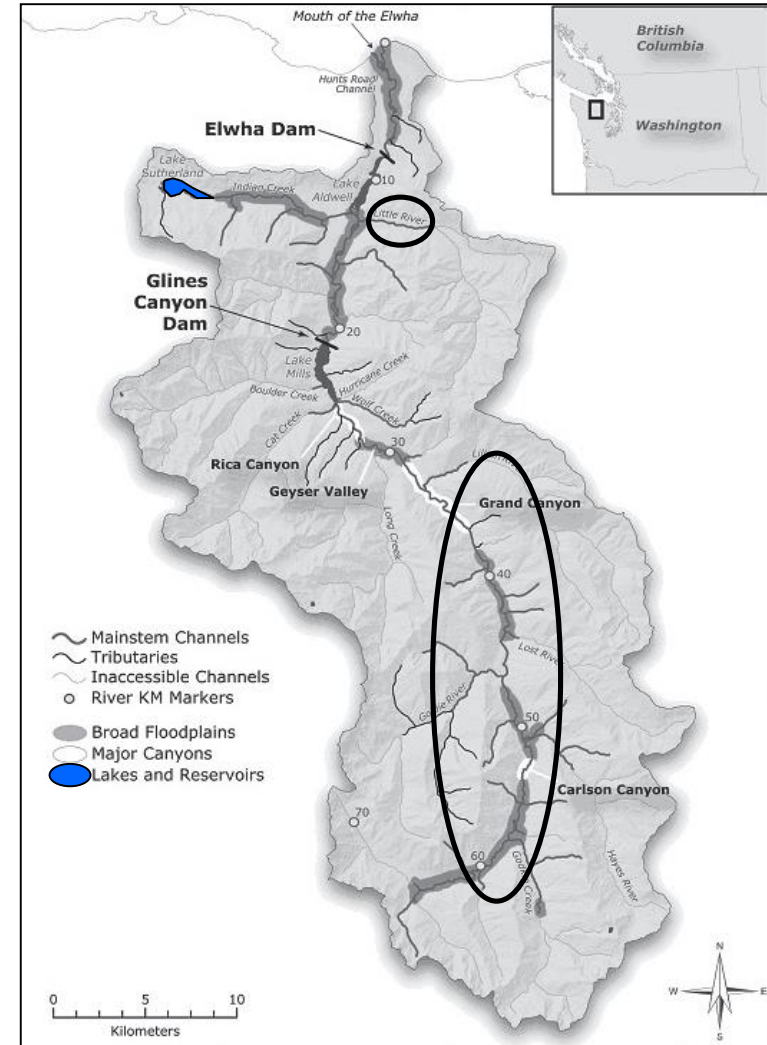 Mouth of the Elwha
British
Columbia
Washington
Hunts Road
Channel
Elwha Dam
Lake
Sutherland
Indian Creek
Lake
Aldwell
10
Little River
Glines
Canyon
Dam
20
Lake
Mills
Hurricane Creek
Boulder Creek
Wolf Creek
Cat Creek
30
Rica Canyon
Geyser Valley
Grand Canyon
Long Creek
40
Lost River
Mainstem Channels
Tributaries
Inaccessible Channels
River KM Markers
Broad Floodplains
Major Canyons
Lakes and Reservoirs
Goldie River
50
Carlson Canyon
70
60
Godkin Creek
Hayes River
0 5 10
Kilometers
N
W E
S